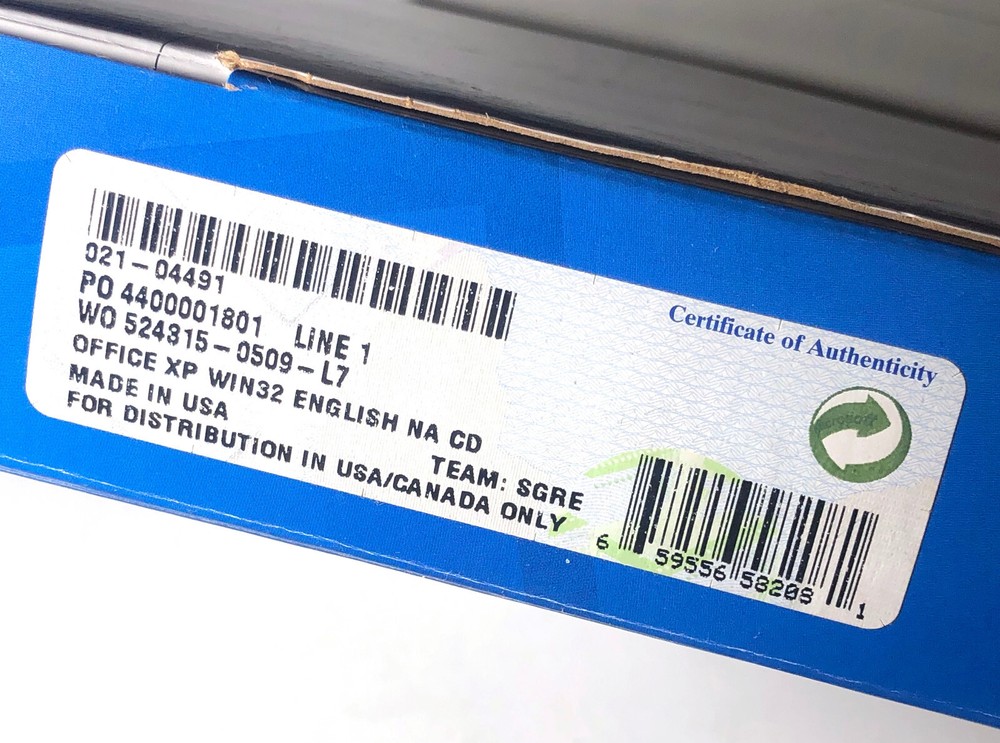 021-04491
PO 4400001801 LINE 1
WO 524315-0509-L7
OFFICE XP WIN32 ENGLISH NA CD
MADE IN USA
TEAM: SGRE
FOR DISTRIBUTION IN USA/CANADA ONLY
Certificate of Authenticity
Microsoft
6 59556 58208 1